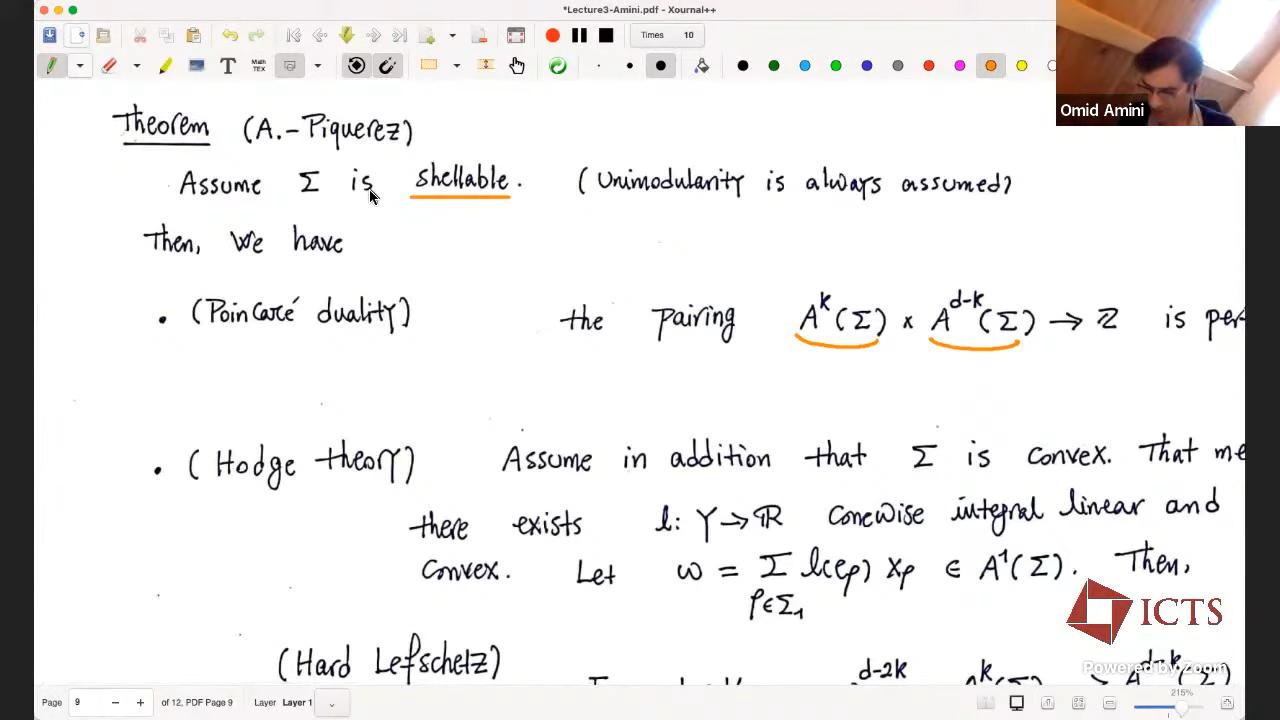 *Lecture3-Amini.pdf - Xournal++
Times 10
Omid Amini
Theorem (A.-Piquerez)
Assume Σ is shellable. (Unimodularity is always assumed)
Then, we have
• (Poincaré duality) the pairing A^k(Σ) × A^{d-k}(Σ) → ℤ is per
• (Hodge theory) Assume in addition that Σ is convex. That me
there exists l: Y → ℝ conewise integral linear and
convex. Let ω = Σ_{ρ∈Σ_1} l(e_ρ) x_ρ ∈ A^1(Σ). Then,
ICTS
(Hard Lefschetz)
Powered by Zoom
Page 9 of 12, PDF Page 9 Layer Layer 1 215%